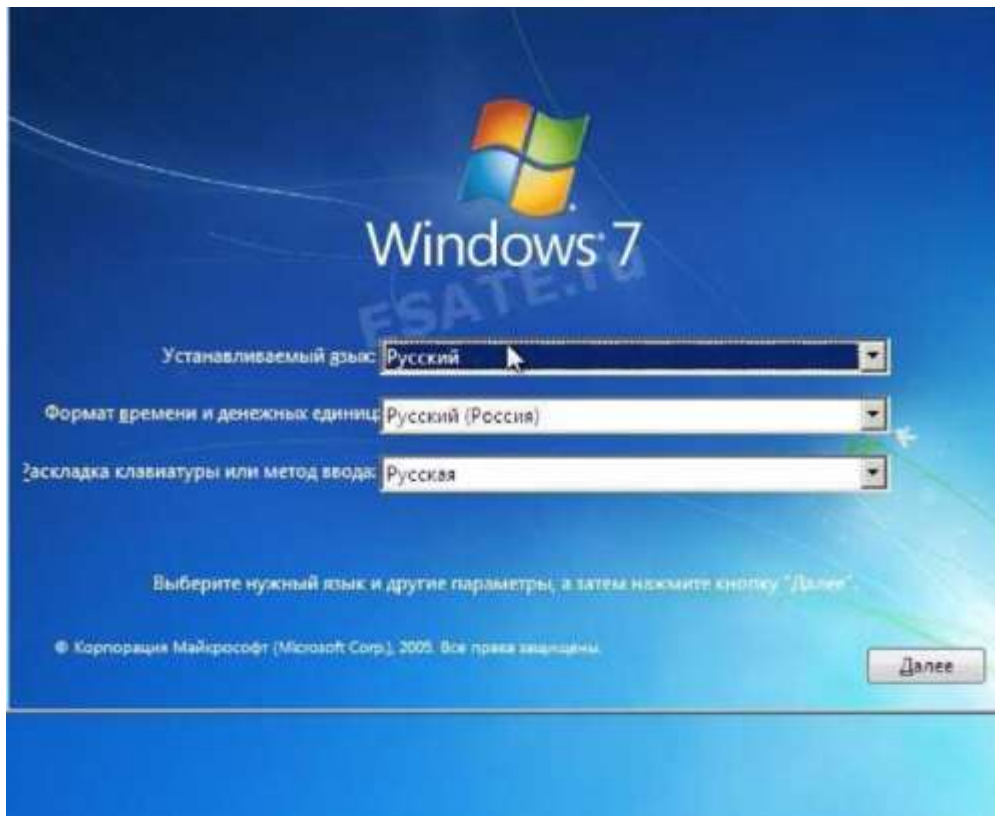 Windows 7
ESATE.ru
Устанавливаемый язык: Русский
Формат времени и денежных единиц: Русский (Россия)
Раскладка клавиатуры или метод ввода: Русская
Выберите нужный язык и другие параметры, а затем нажмите кнопку "Далее".
© Корпорация Майкрософт (Microsoft Corp.), 2009. Все права защищены.
Далее